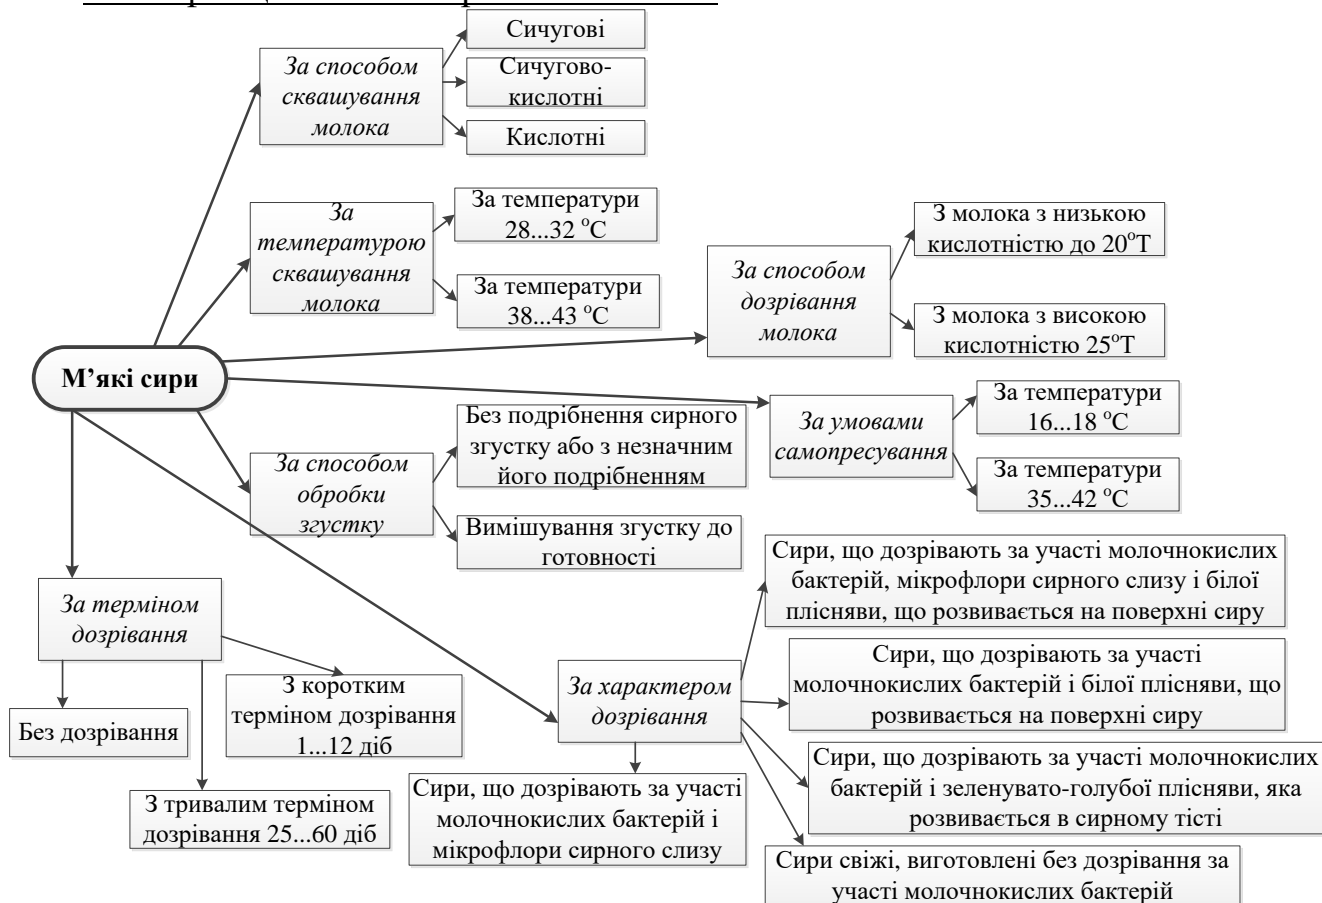 Сичугові
За способом
сквашування
молока
Сичугово-
кислотні
Кислотні
За
температурою
сквашування
молока
За температури
28...32 °С
За температури
38...43 °С
За способом
дозрівання
молока
З молока з низькою
кислотністю до 20°Т
З молока з високою
кислотністю 25°Т
М’які сири
За умовами
самопресування
За температури
16...18 °С
За температури
35...42 °С
За способом
обробки
згустку
Без подрібнення сирного
згустку або з незначним
його подрібненням
Вимішування згустку до
готовності
За терміном
дозрівання
Без дозрівання
З коротким
терміном дозрівання
1...12 діб
З тривалим терміном
дозрівання 25...60 діб
За характером
дозрівання
Сири, що дозрівають за участі молочнокислих
бактерій, мікрофлори сирного слизу і білої
плісняви, що розвивається на поверхні сиру
Сири, що дозрівають за участі
молочнокислих бактерій і білої плісняви, що
розвивається на поверхні сиру
Сири, що дозрівають за участі молочнокислих
бактерій і зеленувато-голубої плісняви, яка
розвивається в сирному тісті
Сири, що дозрівають за участі
молочнокислих бактерій і
мікрофлори сирного слизу
Сири свіжі, виготовлені без дозрівання за
участі молочнокислих бактерій